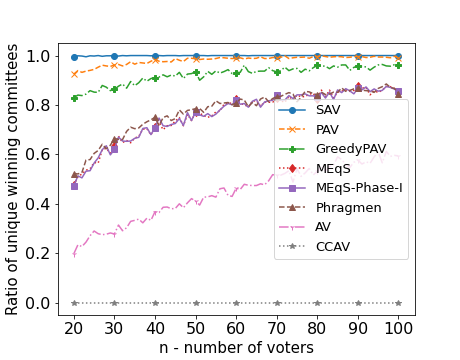 Ratio of unique winning committees
1.0
0.8
0.6
0.4
0.2
0.0
SAV
PAV
GreedyPAV
MEqS
MEqS-Phase-I
Phragmen
AV
CCAV
20 30 40 50 60 70 80 90 100
n - number of voters